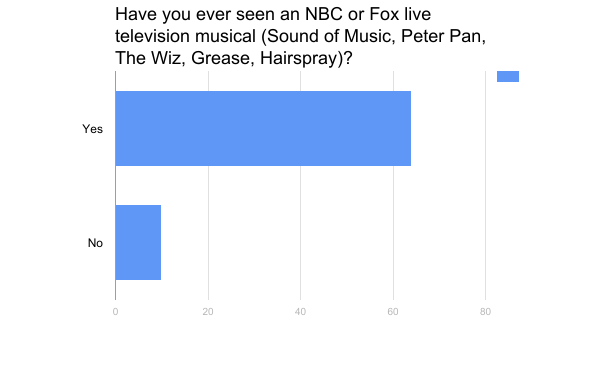 Have you ever seen an NBC or Fox live
television musical (Sound of Music, Peter Pan,
The Wiz, Grease, Hairspray)?
Yes
No
0 20 40 60 80